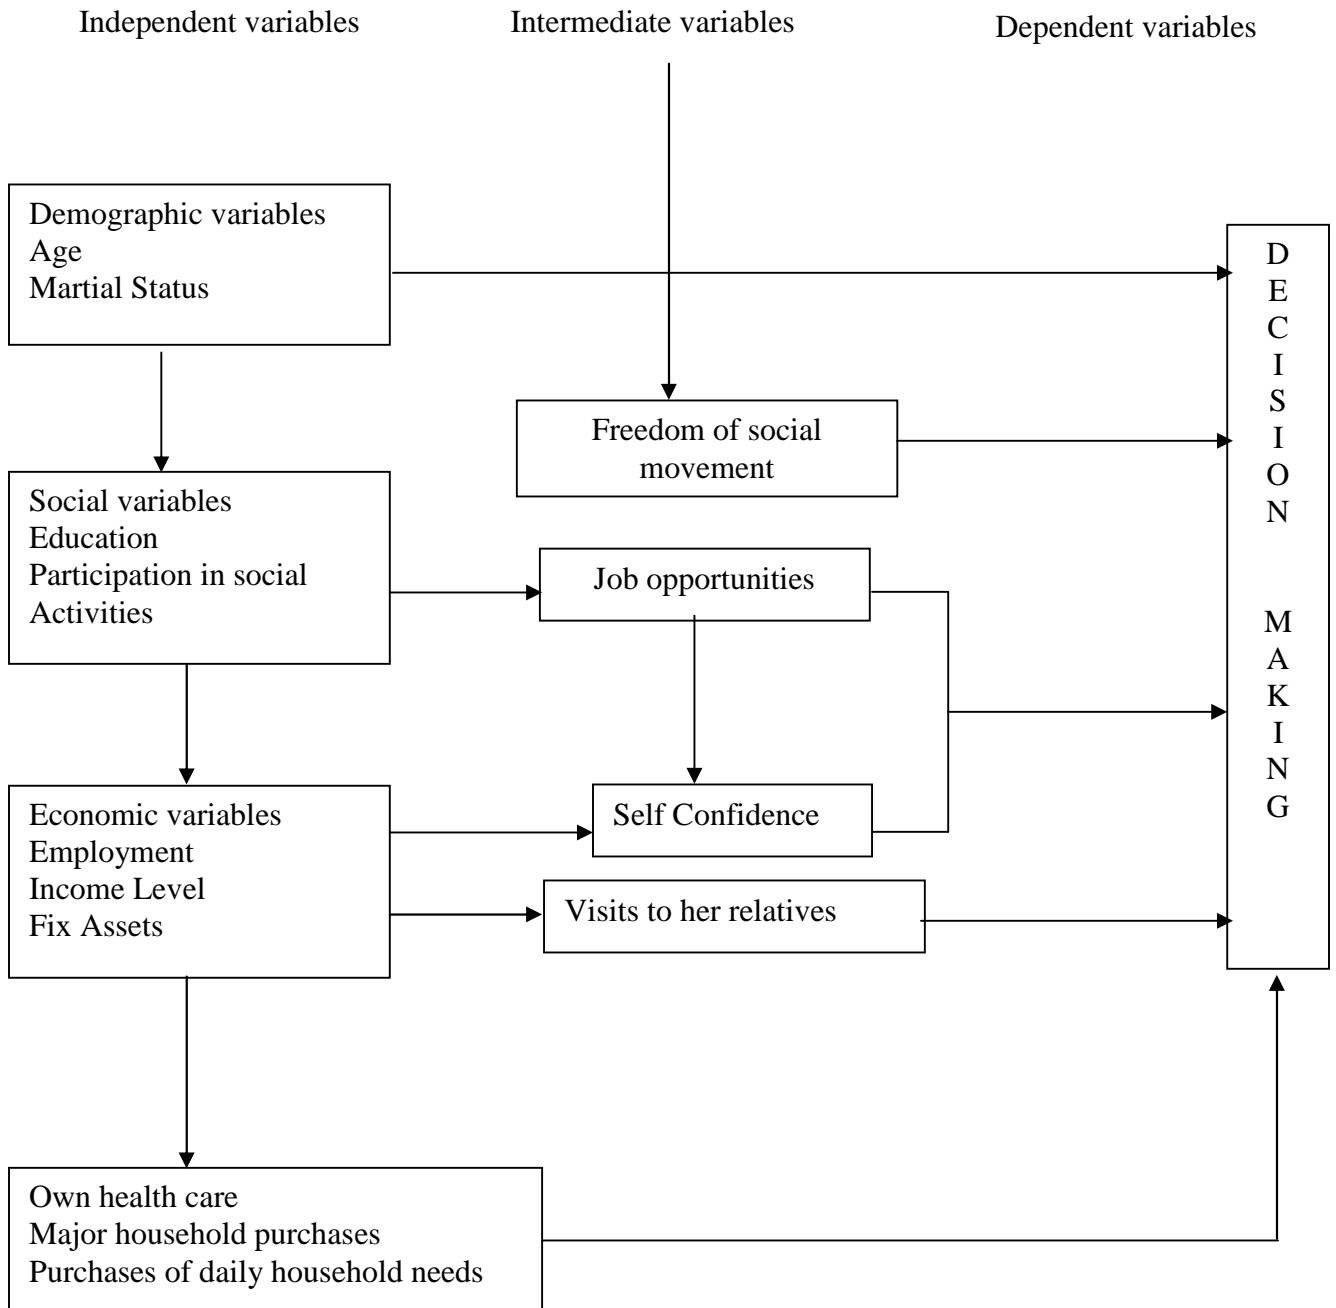 Independent variables
Intermediate variables
Dependent variables
Demographic variables
Age
Martial Status
Freedom of social
movement
Social variables
Education
Participation in social
Activities
Job opportunities
Economic variables
Employment
Income Level
Fix Assets
Self Confidence
Visits to her relatives
Own health care
Major household purchases
Purchases of daily household needs
D
E
C
I
S
I
O
N
M
A
K
I
N
G